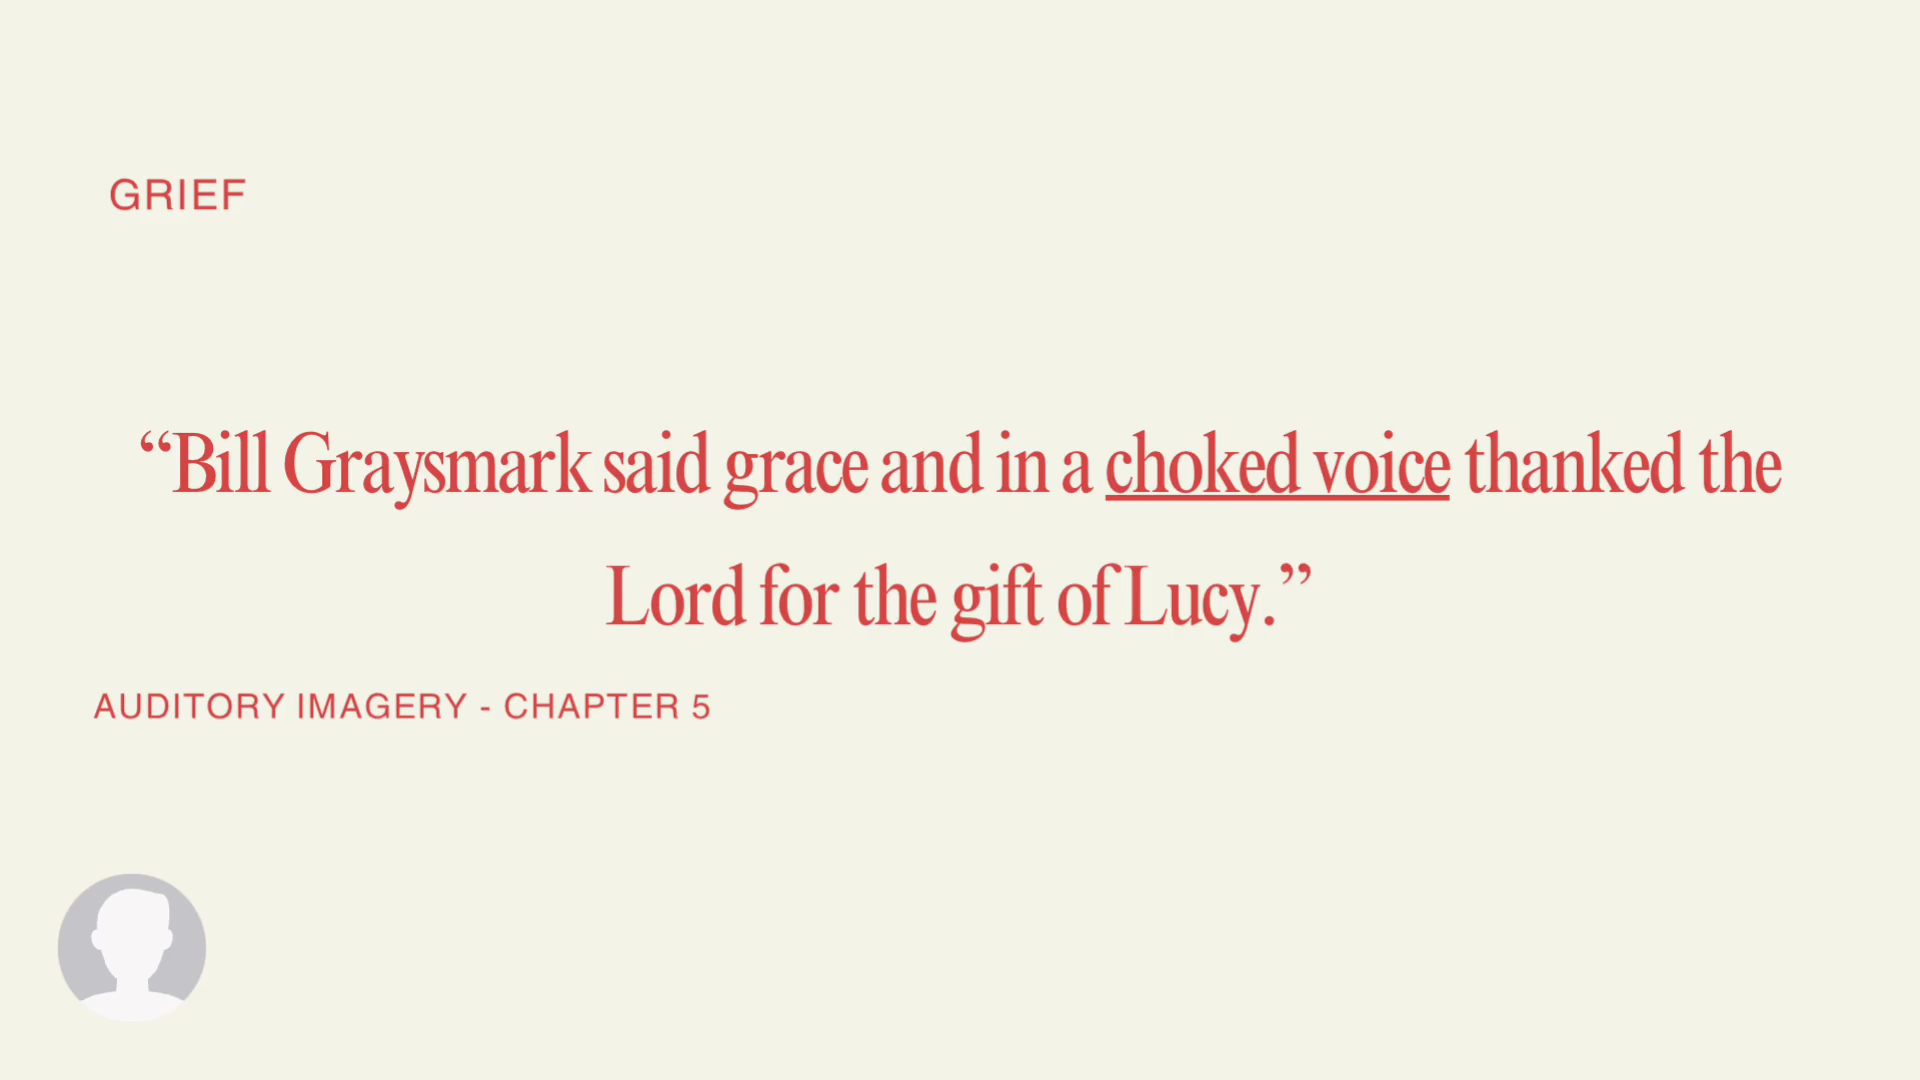 GRIEF
“Bill Graysmark said grace and in a choked voice thanked the
Lord for the gift of Lucy.”
AUDITORY IMAGERY - CHAPTER 5